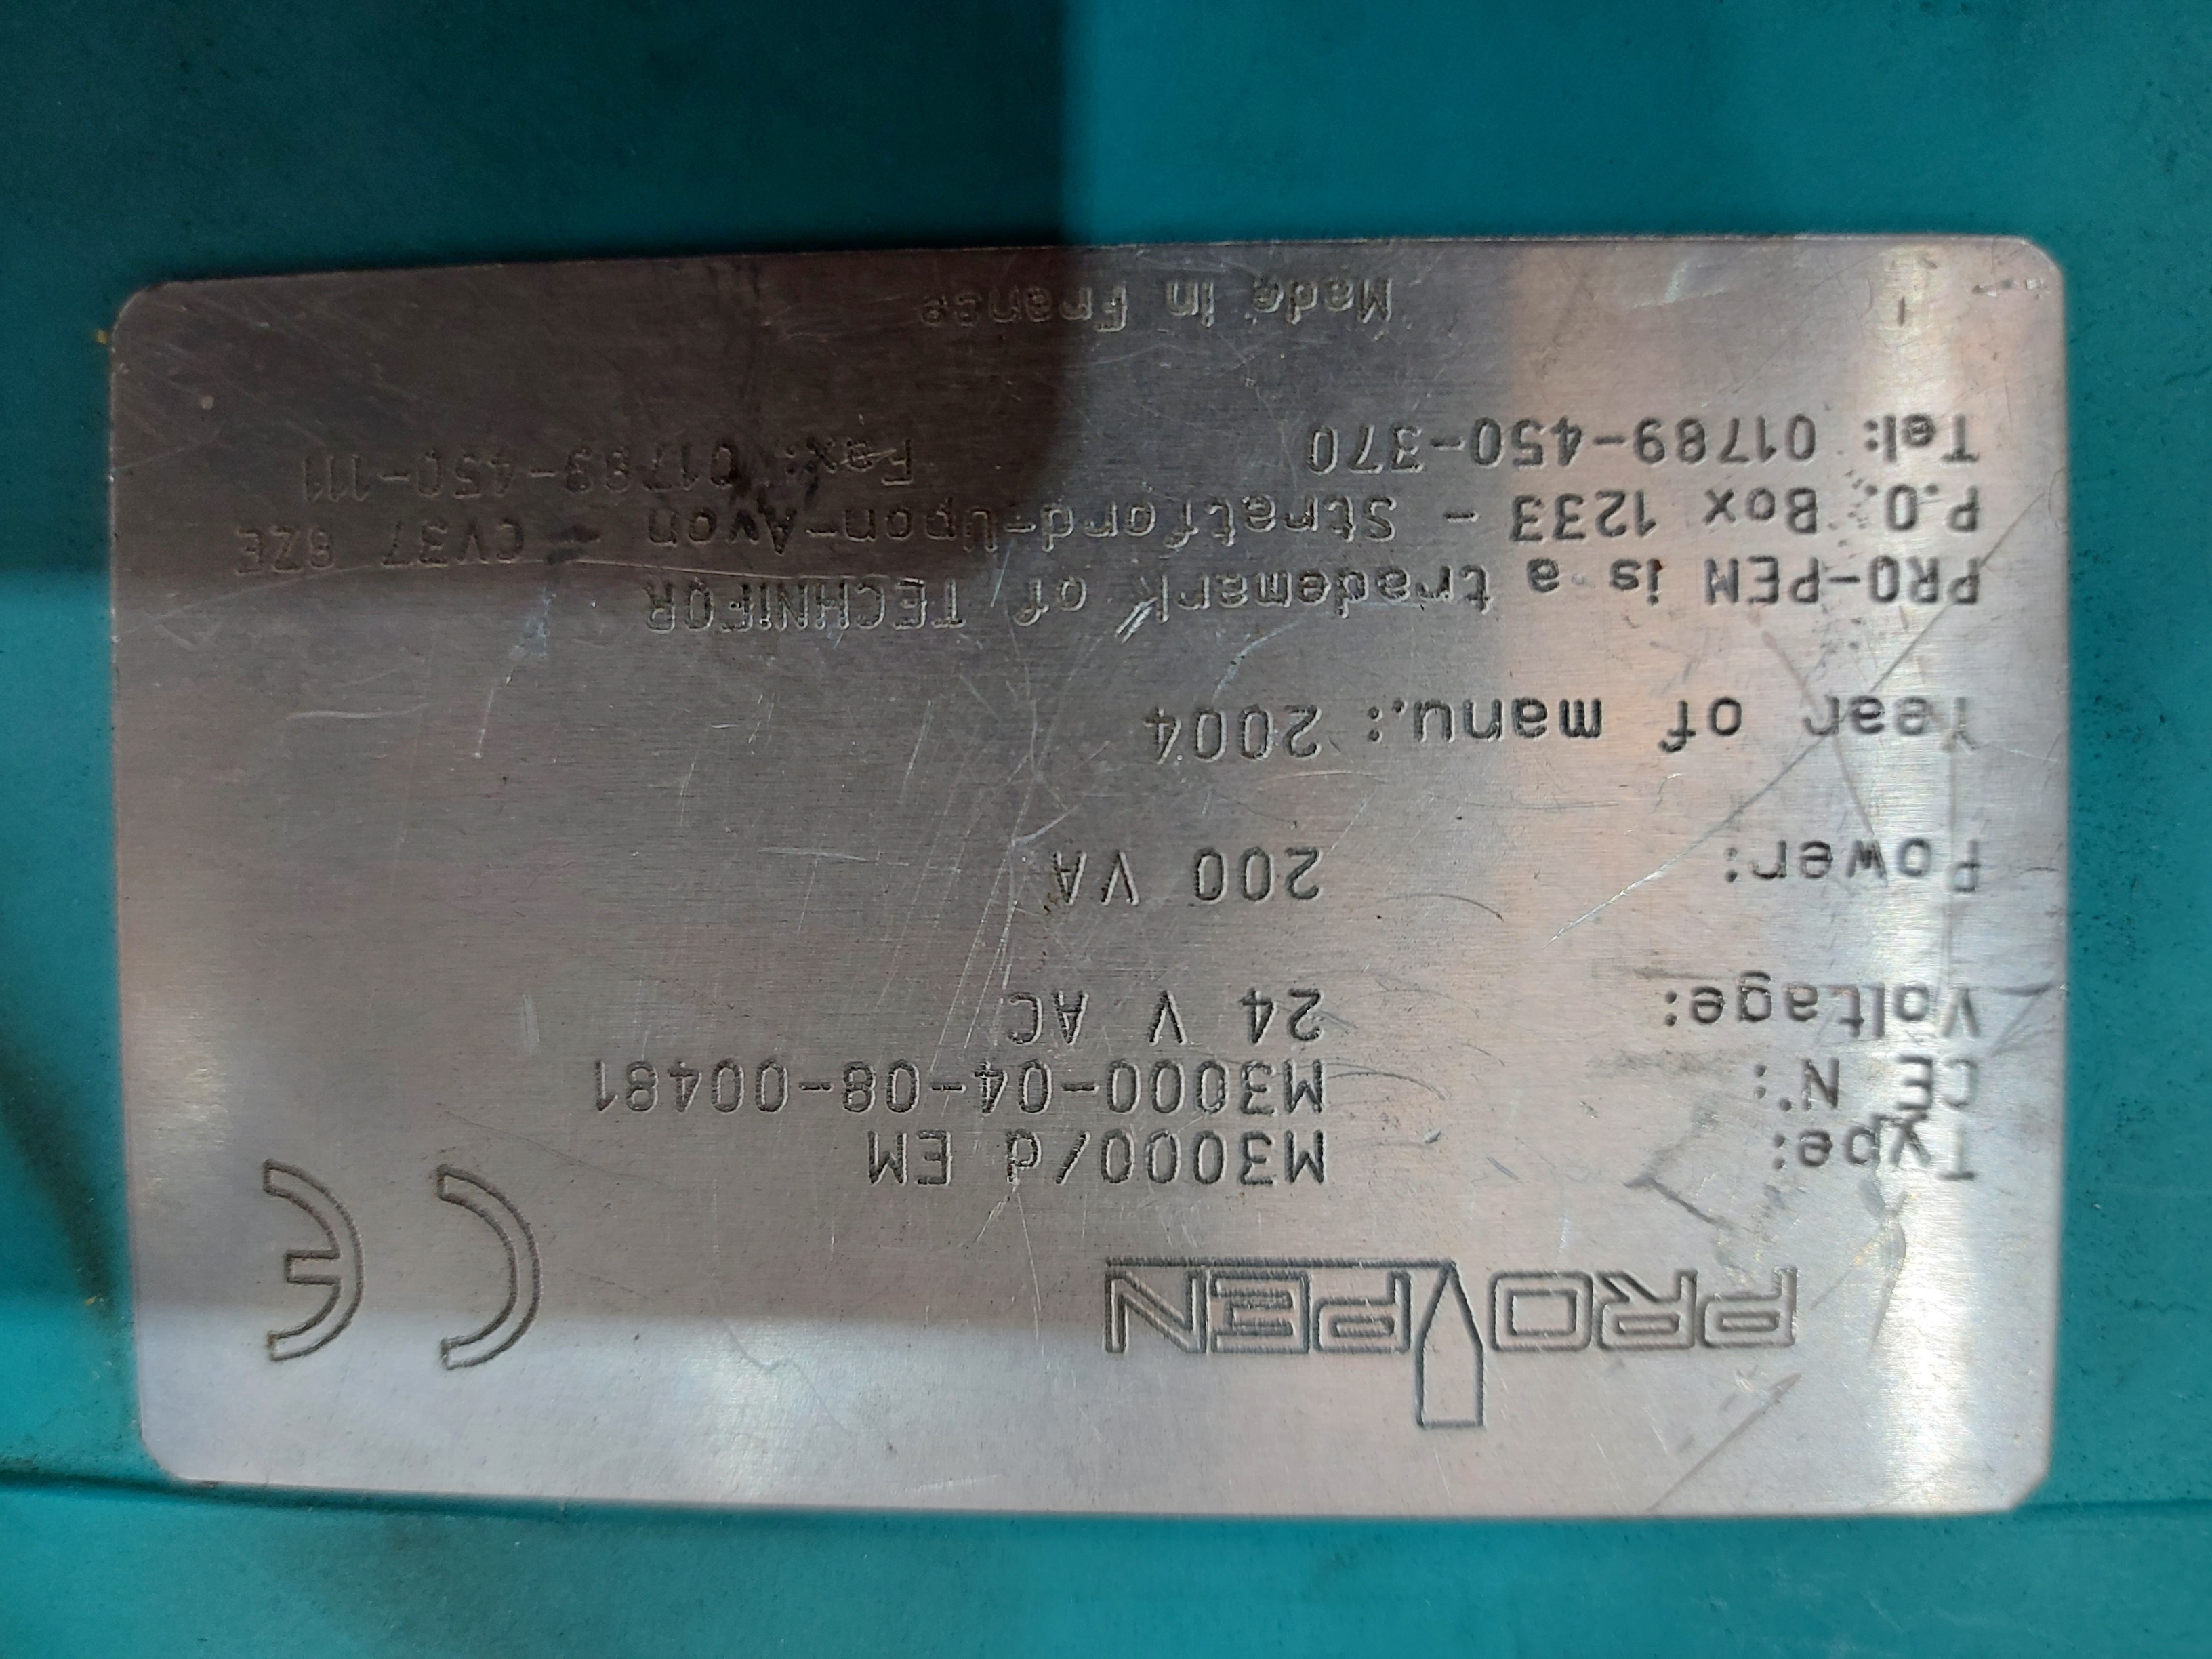 PRO PEN
CE
Type: M3000/d EM
CE N°: M3000-04-08-00481
Voltage: 24 V AC
Power: 200 VA
Year of manu.: 2004
PRO-PEN is a trademark of TECHNIFOR
P.O. Box 1233 - Stratford-Upon-Avon - CV37
Tel: 01789-450-370 Fax: 01789-450-111
Made in France